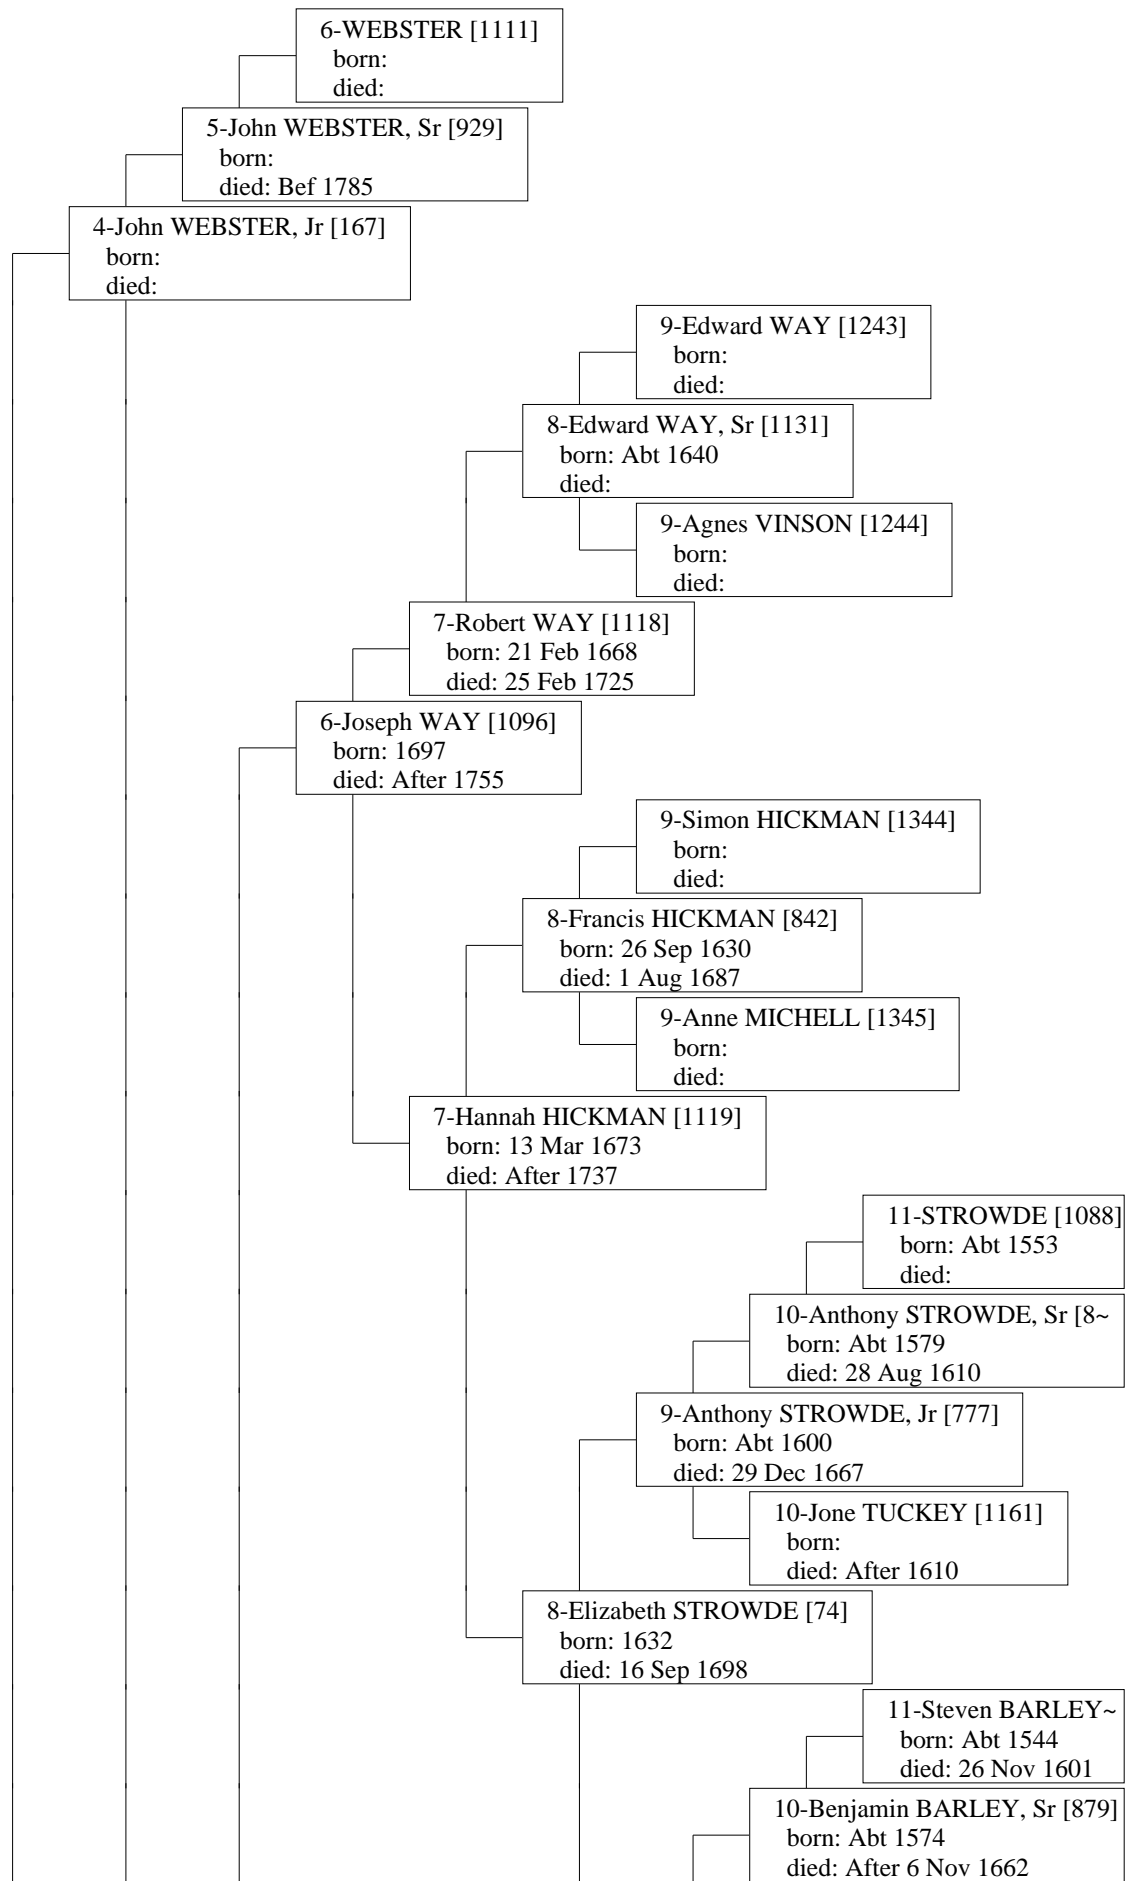 6-WEBSTER [1111]
born:
died:
5-John WEBSTER, Sr [929]
born:
died: Bef 1785
4-John WEBSTER, Jr [167]
born:
died:
9-Edward WAY [1243]
born:
died:
8-Edward WAY, Sr [1131]
born: Abt 1640
died:
9-Agnes VINSON [1244]
born:
died:
7-Robert WAY [1118]
born: 21 Feb 1668
died: 25 Feb 1725
6-Joseph WAY [1096]
born: 1697
died: After 1755
9-Simon HICKMAN [1344]
born:
died:
8-Francis HICKMAN [842]
born: 26 Sep 1630
died: 1 Aug 1687
9-Anne MICHELL [1345]
born:
died:
7-Hannah HICKMAN [1119]
born: 13 Mar 1673
died: After 1737
11-STROWDE [1088]
born: Abt 1553
died:
10-Anthony STROWDE, Sr [8~
born: Abt 1579
died: 28 Aug 1610
9-Anthony STROWDE, Jr [777]
born: Abt 1600
died: 29 Dec 1667
10-Jone TUCKEY [1161]
born:
died: After 1610
8-Elizabeth STROWDE [74]
born: 1632
died: 16 Sep 1698
11-Steven BARLEY~
born: Abt 1544
died: 26 Nov 1601
10-Benjamin BARLEY, Sr [879]
born: Abt 1574
died: After 6 Nov 1662